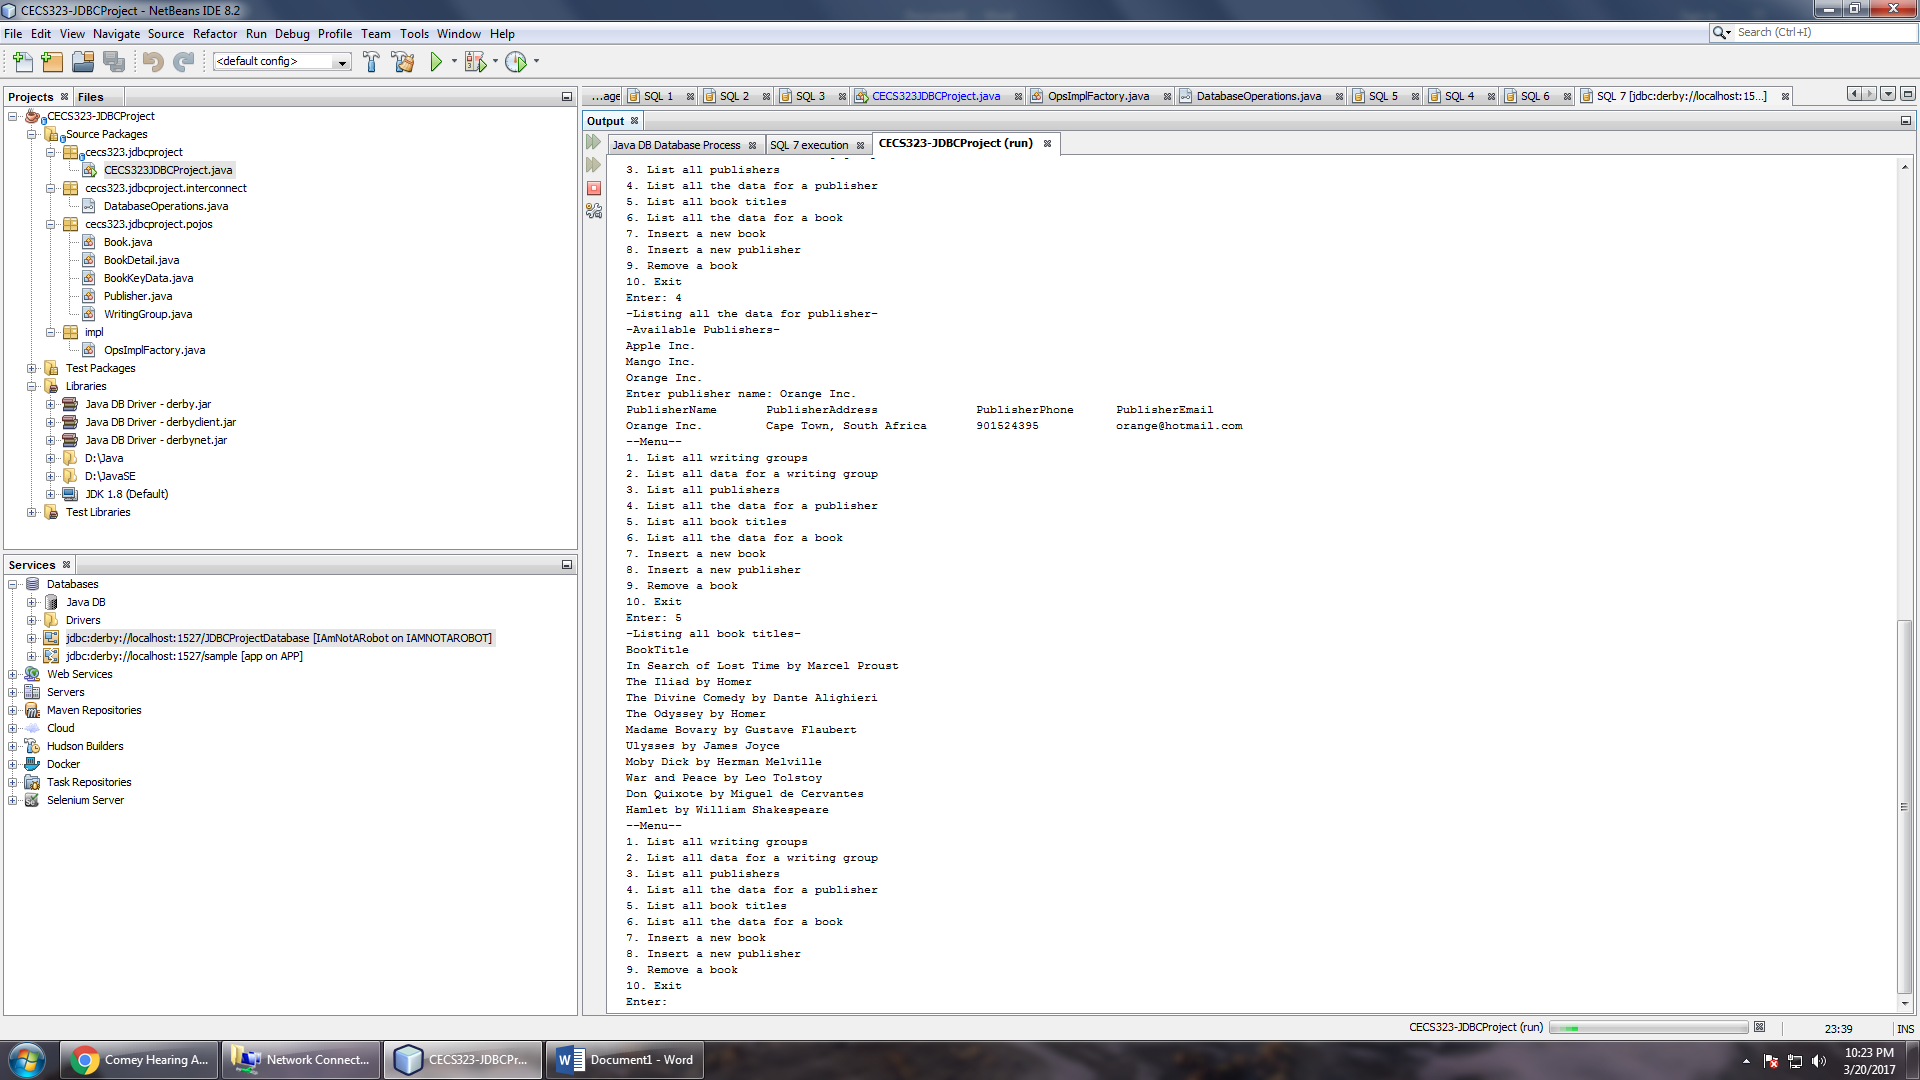 CECS323-JDBCProject - NetBeans IDE 8.2
File Edit View Navigate Source Refactor Run Debug Profile Team Tools Window Help
Search (Ctrl+I)
<default config>
Projects Files
CECS323-JDBCProject
Source Packages
cecs323.jdbcproject
CECS323JDBCProject.java
cecs323.jdbcproject.interconnect
DatabaseOperations.java
cecs323.jdbcproject.pojos
Book.java
BookDetail.java
BookKeyData.java
Publisher.java
WritingGroup.java
impl
OpsImplFactory.java
Test Packages
Libraries
Java DB Driver - derby.jar
Java DB Driver - derbyclient.jar
Java DB Driver - derbynet.jar
D:\Java
D:\JavaSE
JDK 1.8 (Default)
Test Libraries
Services
Databases
Java DB
Drivers
jdbc:derby://localhost:1527/JDBCProjectDatabase [IAmNotARobot on IAMNOTAROBOT]
jdbc:derby://localhost:1527/sample [app on APP]
Web Services
Servers
Maven Repositories
Cloud
Hudson Builders
Docker
Task Repositories
Selenium Server
...age SQL 1 SQL 2 SQL 3 CECS323JDBCProject.java OpsImplFactory.java DatabaseOperations.java SQL 5 SQL 4 SQL 6 SQL 7 [jdbc:derby://localhost:15...]
Output
Java DB Database Process SQL 7 execution CECS323-JDBCProject (run)
3. List all publishers
4. List all the data for a publisher
5. List all book titles
6. List all the data for a book
7. Insert a new book
8. Insert a new publisher
9. Remove a book
10. Exit
Enter: 4
-Listing all the data for publisher-
-Available Publishers-
Apple Inc.
Mango Inc.
Orange Inc.
Enter publisher name: Orange Inc.
PublisherName PublisherAddress PublisherPhone PublisherEmail
Orange Inc. Cape Town, South Africa 901524395 orange@hotmail.com
--Menu--
1. List all writing groups
2. List all data for a writing group
3. List all publishers
4. List all the data for a publisher
5. List all book titles
6. List all the data for a book
7. Insert a new book
8. Insert a new publisher
9. Remove a book
10. Exit
Enter: 5
-Listing all book titles-
BookTitle
In Search of Lost Time by Marcel Proust
The Iliad by Homer
The Divine Comedy by Dante Alighieri
The Odyssey by Homer
Madame Bovary by Gustave Flaubert
Ulysses by James Joyce
Moby Dick by Herman Melville
War and Peace by Leo Tolstoy
Don Quixote by Miguel de Cervantes
Hamlet by William Shakespeare
--Menu--
1. List all writing groups
2. List all data for a writing group
3. List all publishers
4. List all the data for a publisher
5. List all book titles
6. List all the data for a book
7. Insert a new book
8. Insert a new publisher
9. Remove a book
10. Exit
Enter:
CECS323-JDBCProject (run) 23:39 INS
Comey Hearing A... Network Connect... CECS323-JDBCPr... Document1 - Word
10:23 PM
3/20/2017